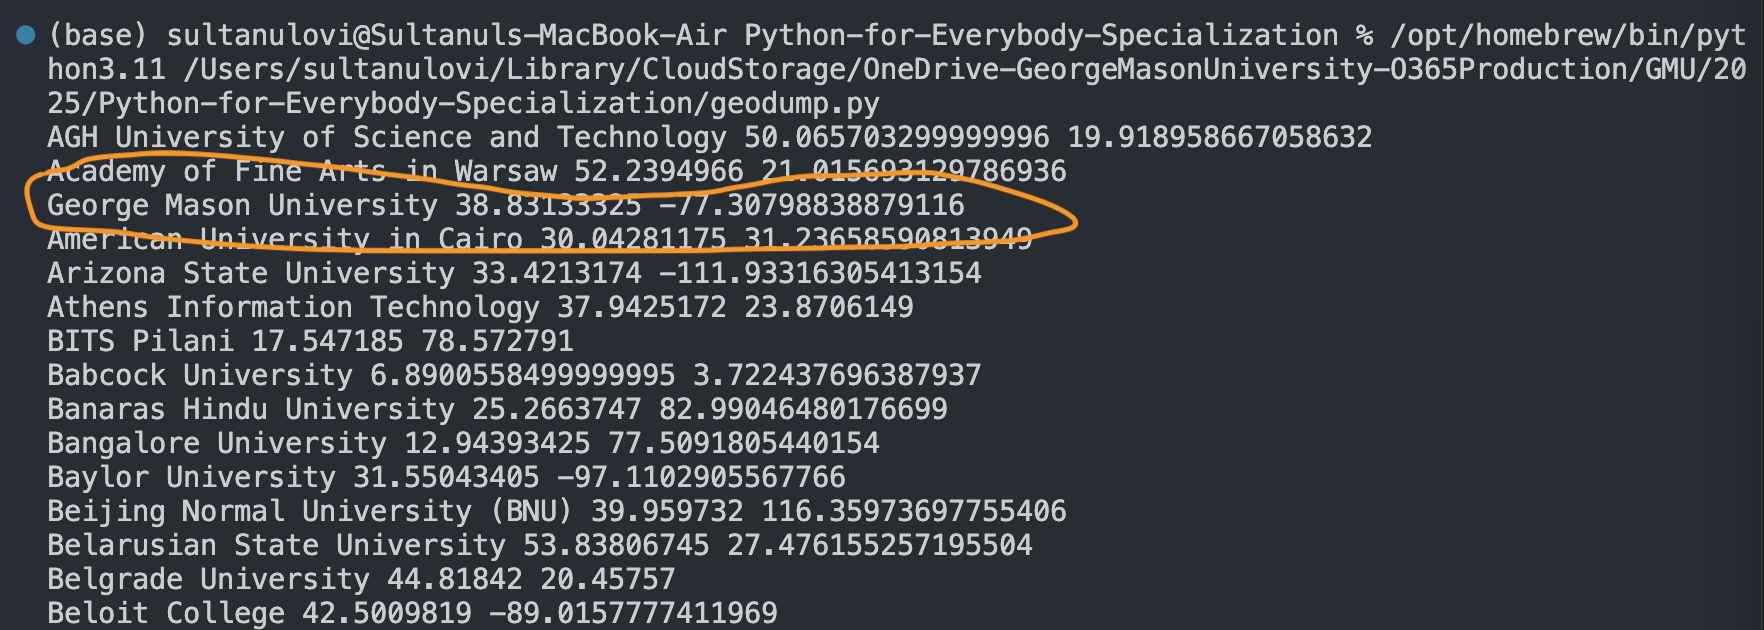 (base) sultanulovi@Sultanuls-MacBook-Air Python-for-Everybody-Specialization % /opt/homebrew/bin/pyt
hon3.11 /Users/sultanulovi/Library/CloudStorage/OneDrive-GeorgeMasonUniversity-O365Production/GMU/20
25/Python-for-Everybody-Specialization/geodump.py
AGH University of Science and Technology 50.065703299999996 19.918958667058632
Academy of Fine Arts in Warsaw 52.2394966 21.015693129786936
George Mason University 38.83133325 -77.30798838879116
American University in Cairo 30.04281175 31.23658590813949
Arizona State University 33.4213174 -111.93316305413154
Athens Information Technology 37.9425172 23.8706149
BITS Pilani 17.547185 78.572791
Babcock University 6.8900558499999995 3.722437696387937
Banaras Hindu University 25.2663747 82.99046480176699
Bangalore University 12.94393425 77.5091805440154
Baylor University 31.55043405 -97.1102905567766
Beijing Normal University (BNU) 39.959732 116.35973697755406
Belarusian State University 53.83806745 27.476155257195504
Belgrade University 44.81842 20.45757
Beloit College 42.5009819 -89.0157777411969